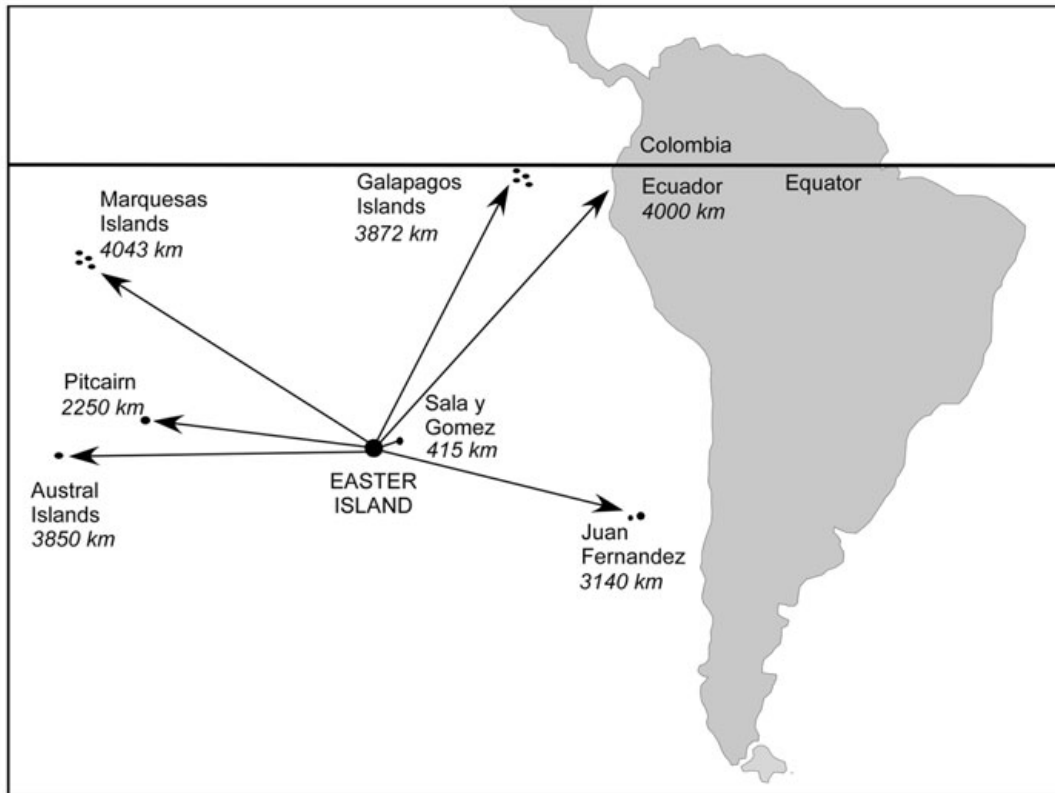 Colombia
Equator
Ecuador
4000 km
Galapagos
Islands
3872 km
Marquesas
Islands
4043 km
Pitcairn
2250 km
Sala y
Gomez
415 km
EASTER
ISLAND
Austral
Islands
3850 km
Juan
Fernandez
3140 km